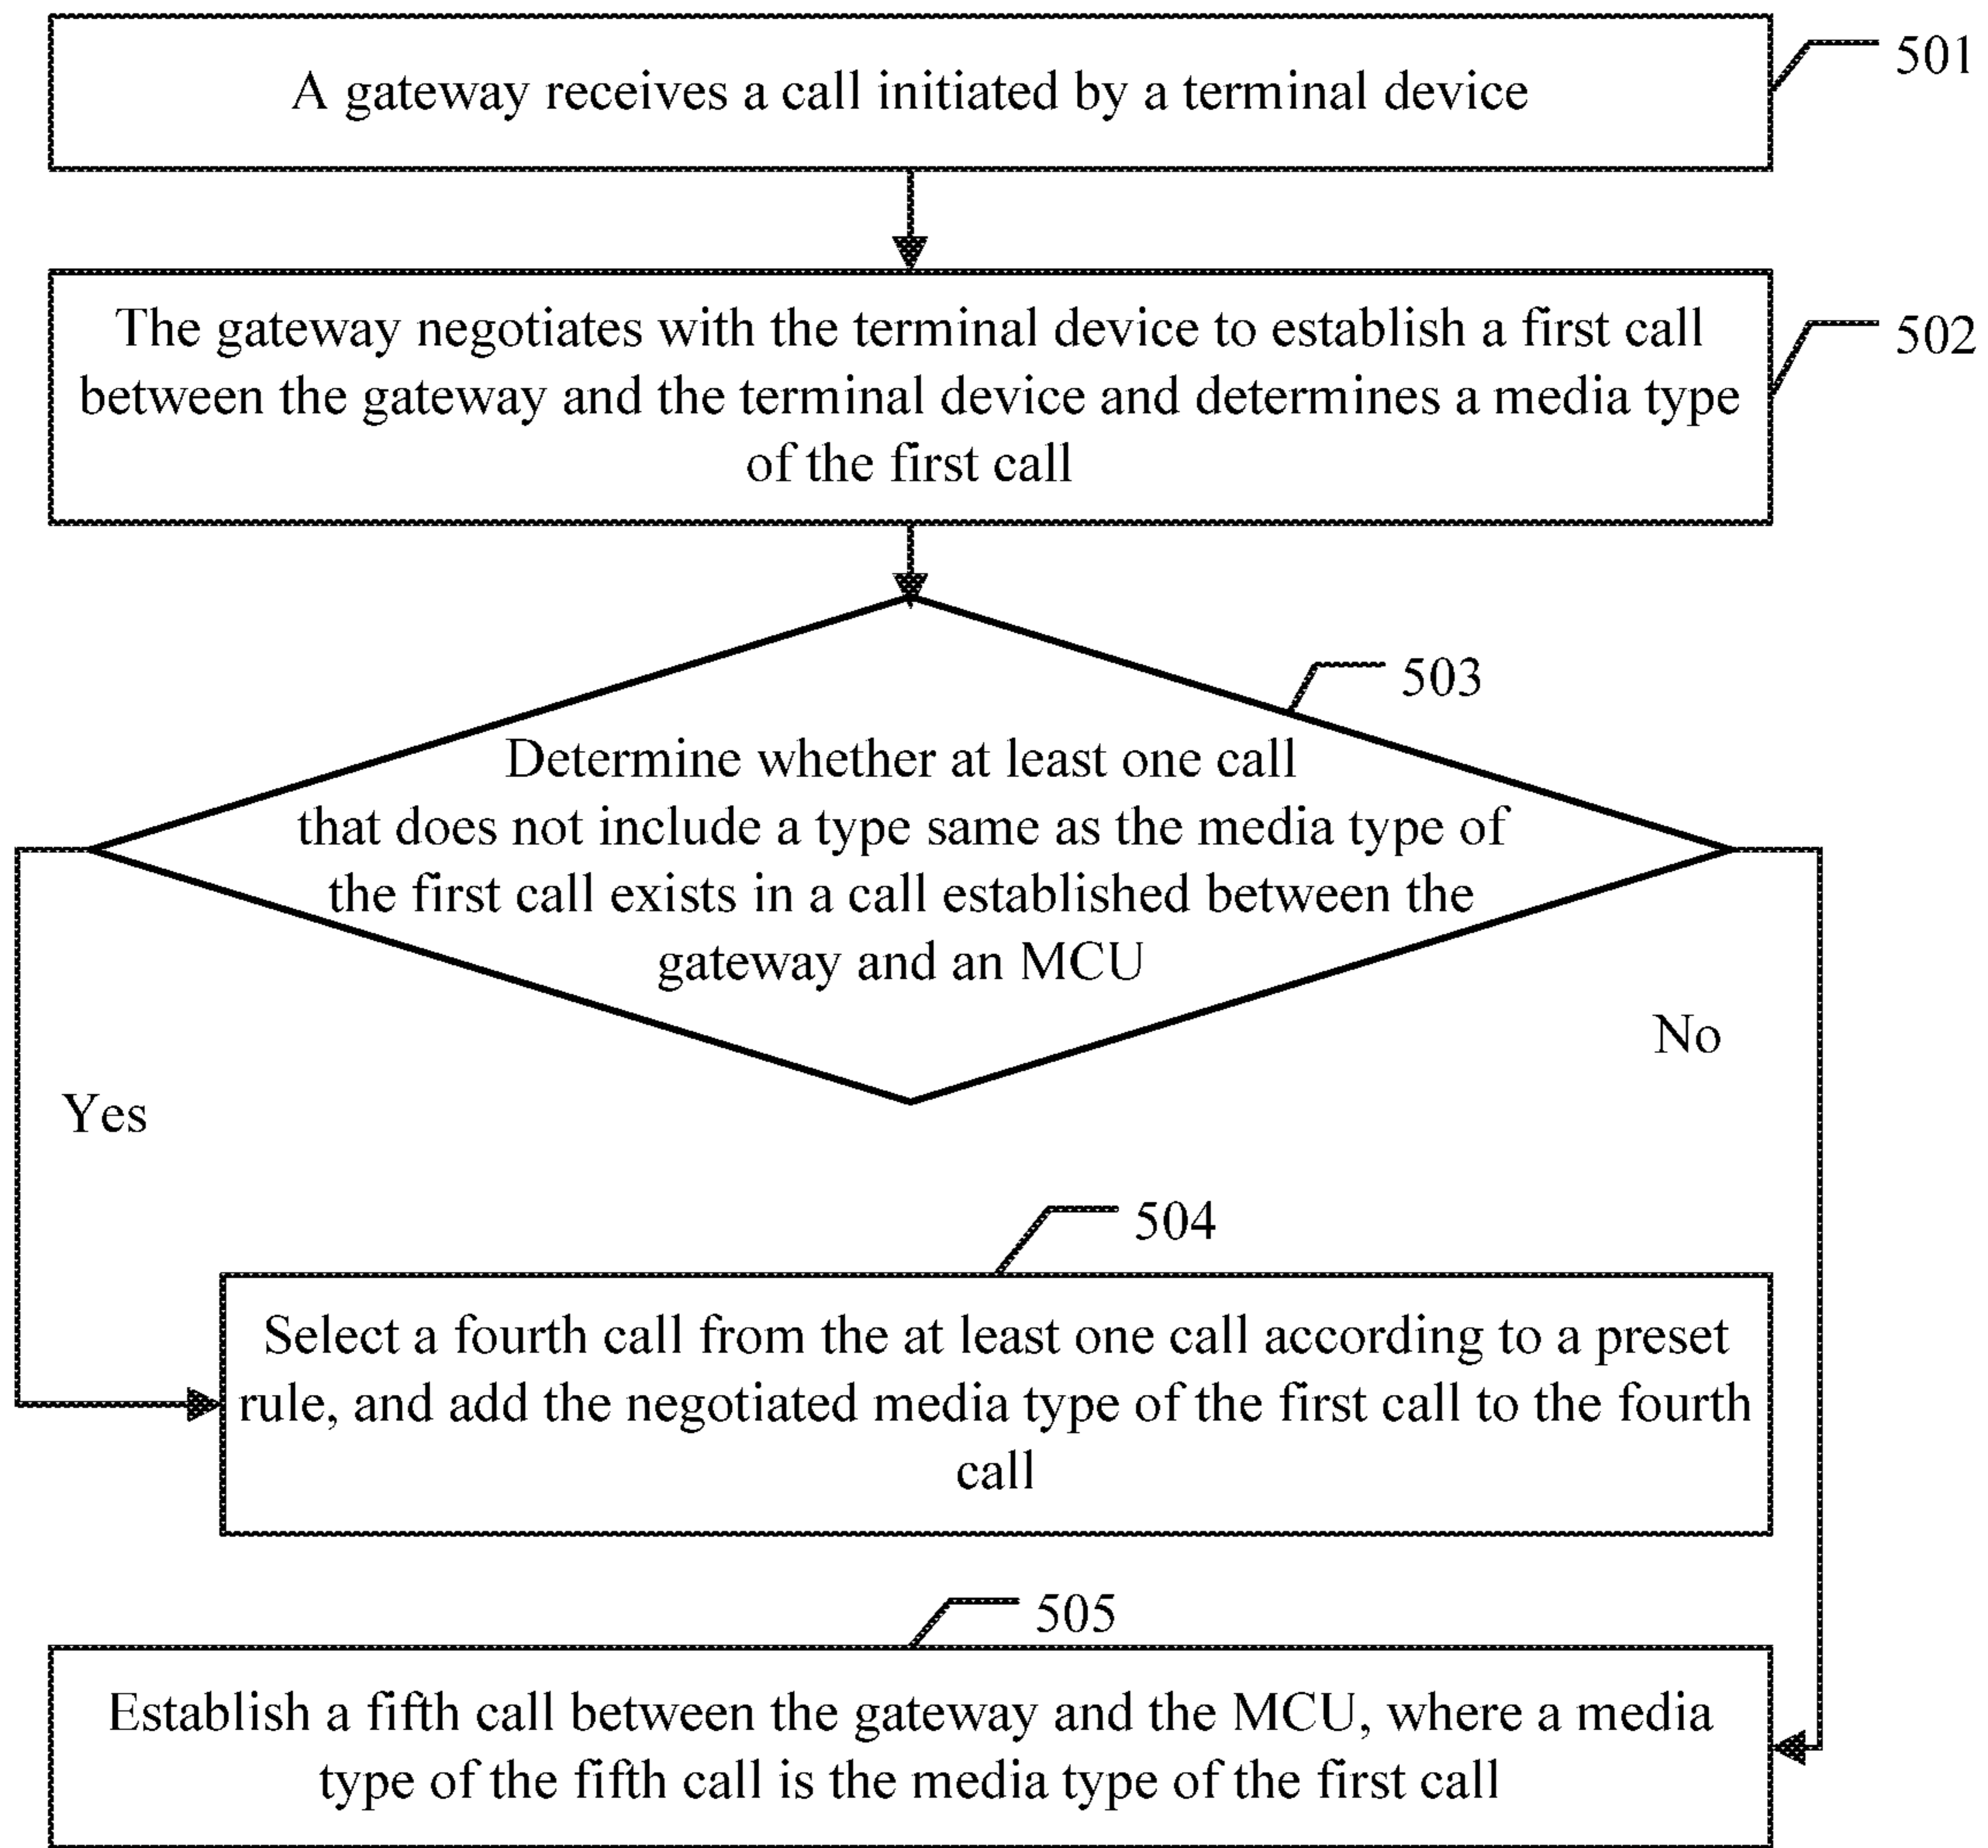 A gateway receives a call initiated by a terminal device
501
The gateway negotiates with the terminal device to establish a first call
between the gateway and the terminal device and determines a media type
of the first call
502
503
Determine whether at least one call
that does not include a type same as the media type of
the first call exists in a call established between the
gateway and an MCU
No
Yes
504
Select a fourth call from the at least one call according to a preset
rule, and add the negotiated media type of the first call to the fourth
call
505
Establish a fifth call between the gateway and the MCU, where a media
type of the fifth call is the media type of the first call